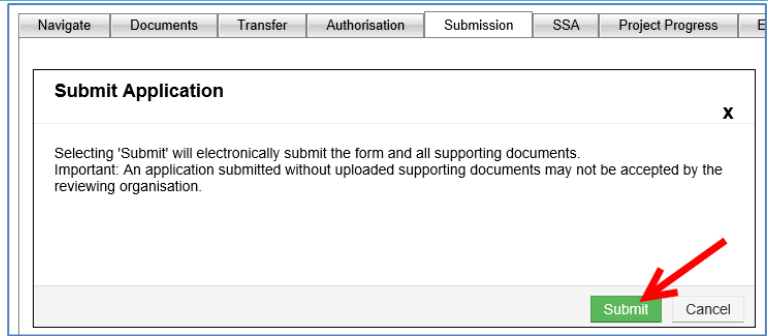 Navigate Documents Transfer Authorisation Submission SSA Project Progress
Submit Application
x
Selecting 'Submit' will electronically submit the form and all supporting documents.
Important: An application submitted without uploaded supporting documents may not be accepted by the
reviewing organisation.
Submit Cancel